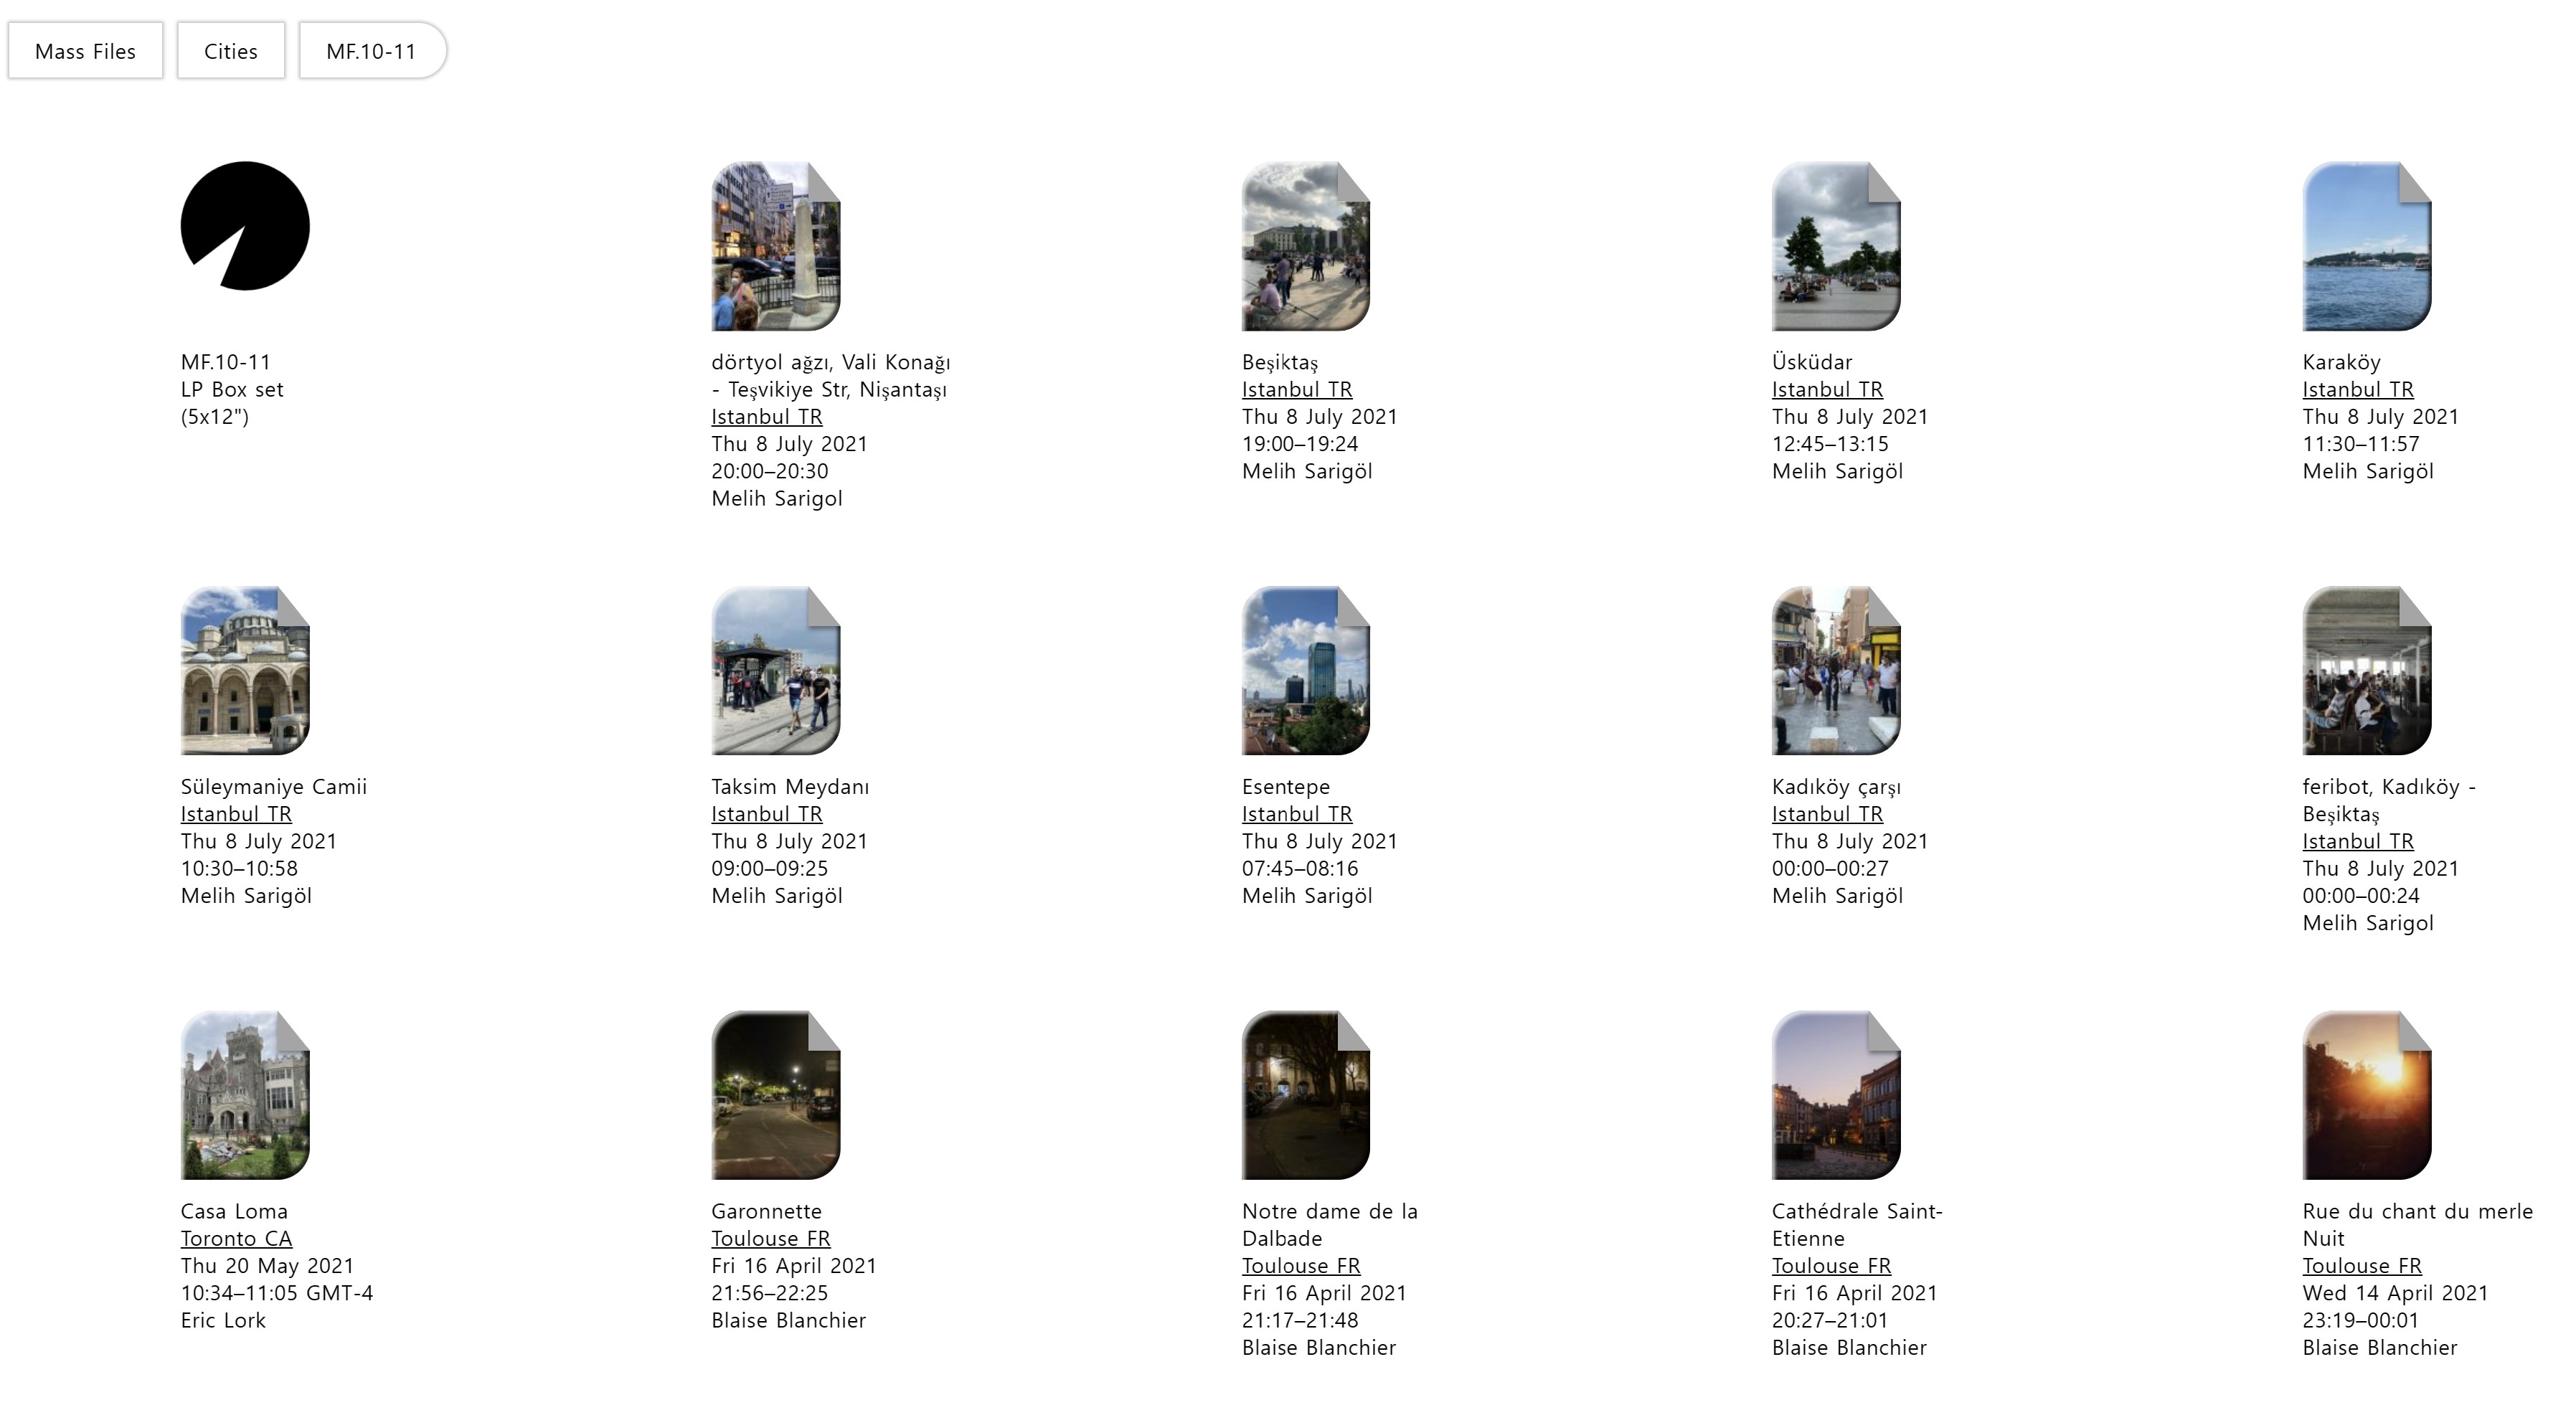 Mass Files
Cities
MF.10-11
MF.10-11
LP Box set
(5x12")
dörtyol ağzı, Vali Konağı
- Teşvikiye Str, Nişantaşı
Istanbul TR
Thu 8 July 2021
20:00–20:30
Melih Sarigol
Beşiktaş
Istanbul TR
Thu 8 July 2021
19:00–19:24
Melih Sarigöl
Üsküdar
Istanbul TR
Thu 8 July 2021
12:45–13:15
Melih Sarigöl
Karaköy
Istanbul TR
Thu 8 July 2021
11:30–11:57
Melih Sarigöl
Süleymaniye Camii
Istanbul TR
Thu 8 July 2021
10:30–10:58
Melih Sarigöl
Taksim Meydanı
Istanbul TR
Thu 8 July 2021
09:00–09:25
Melih Sarigöl
Esentepe
Istanbul TR
Thu 8 July 2021
07:45–08:16
Melih Sarigöl
Kadıköy çarşı
Istanbul TR
Thu 8 July 2021
00:00–00:27
Melih Sarigöl
feribot, Kadıköy -
Beşiktaş
Istanbul TR
Thu 8 July 2021
00:00–00:24
Melih Sarigol
Casa Loma
Toronto CA
Thu 20 May 2021
10:34–11:05 GMT-4
Eric Lork
Garonnette
Toulouse FR
Fri 16 April 2021
21:56–22:25
Blaise Blanchier
Notre dame de la
Dalbade
Toulouse FR
Fri 16 April 2021
21:17–21:48
Blaise Blanchier
Cathédrale Saint-
Etienne
Toulouse FR
Fri 16 April 2021
20:27–21:01
Blaise Blanchier
Rue du chant du merle
Nuit
Toulouse FR
Wed 14 April 2021
23:19–00:01
Blaise Blanchier